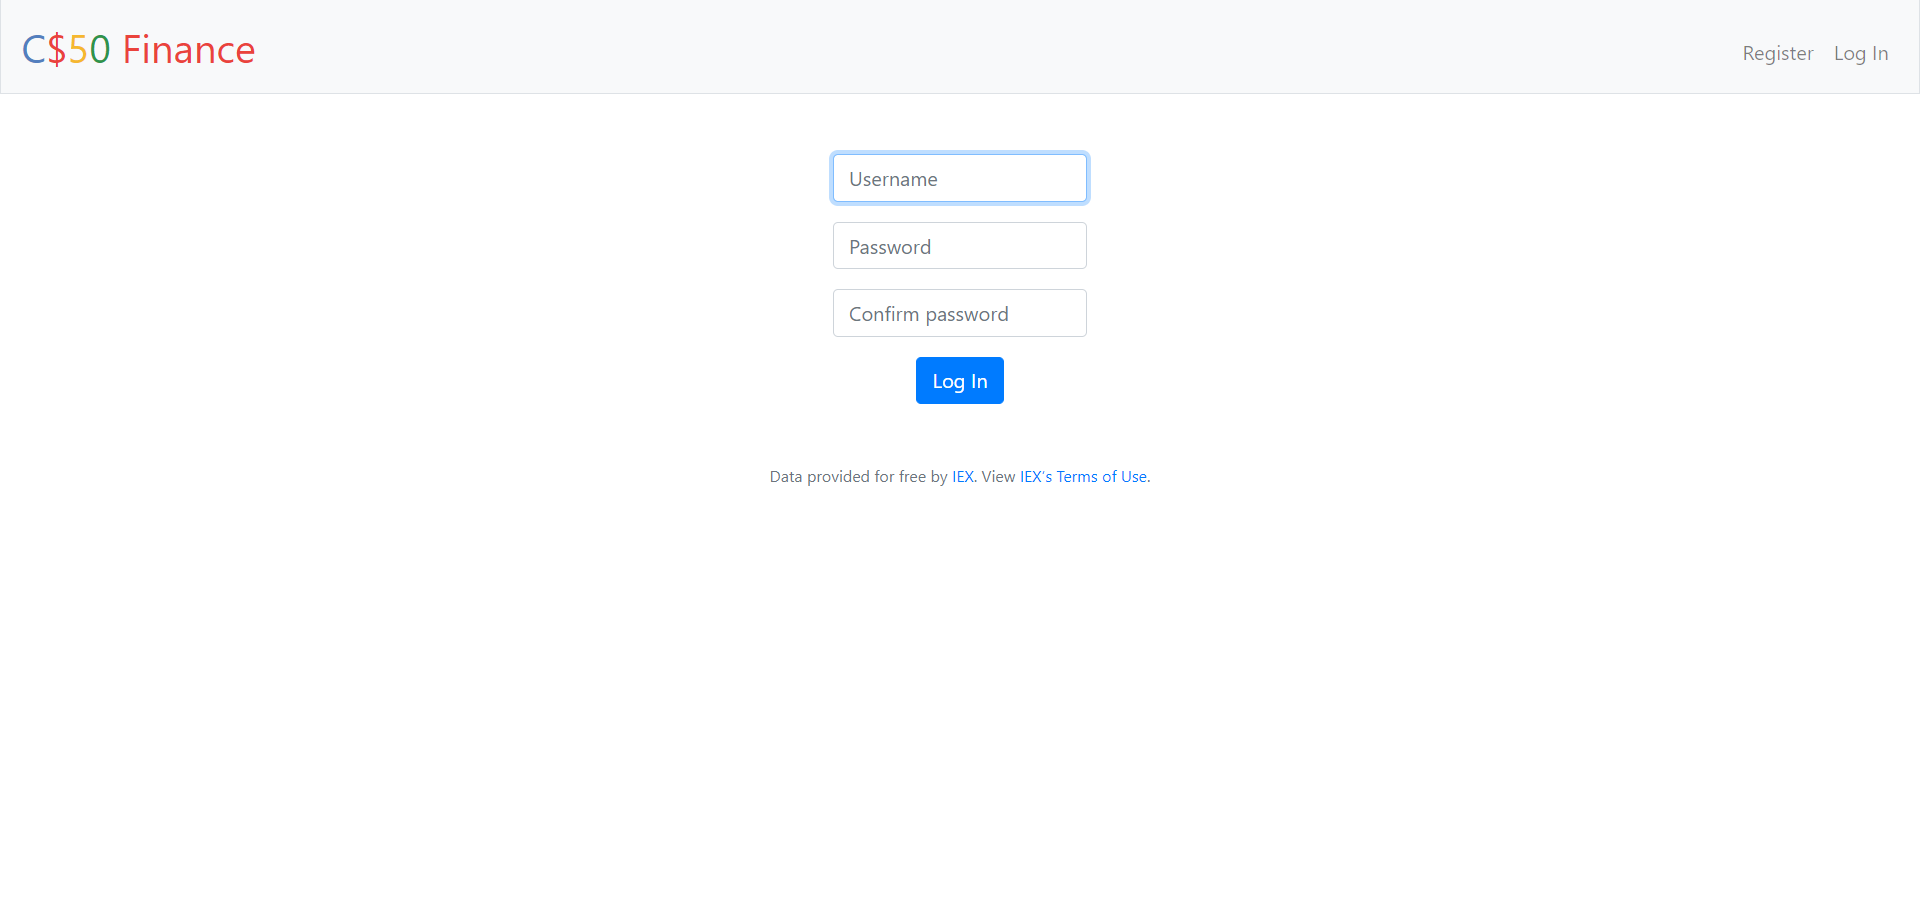 C$50 Finance
Register Log In
Username
Password
Confirm password
Log In
Data provided for free by IEX. View IEX's Terms of Use.